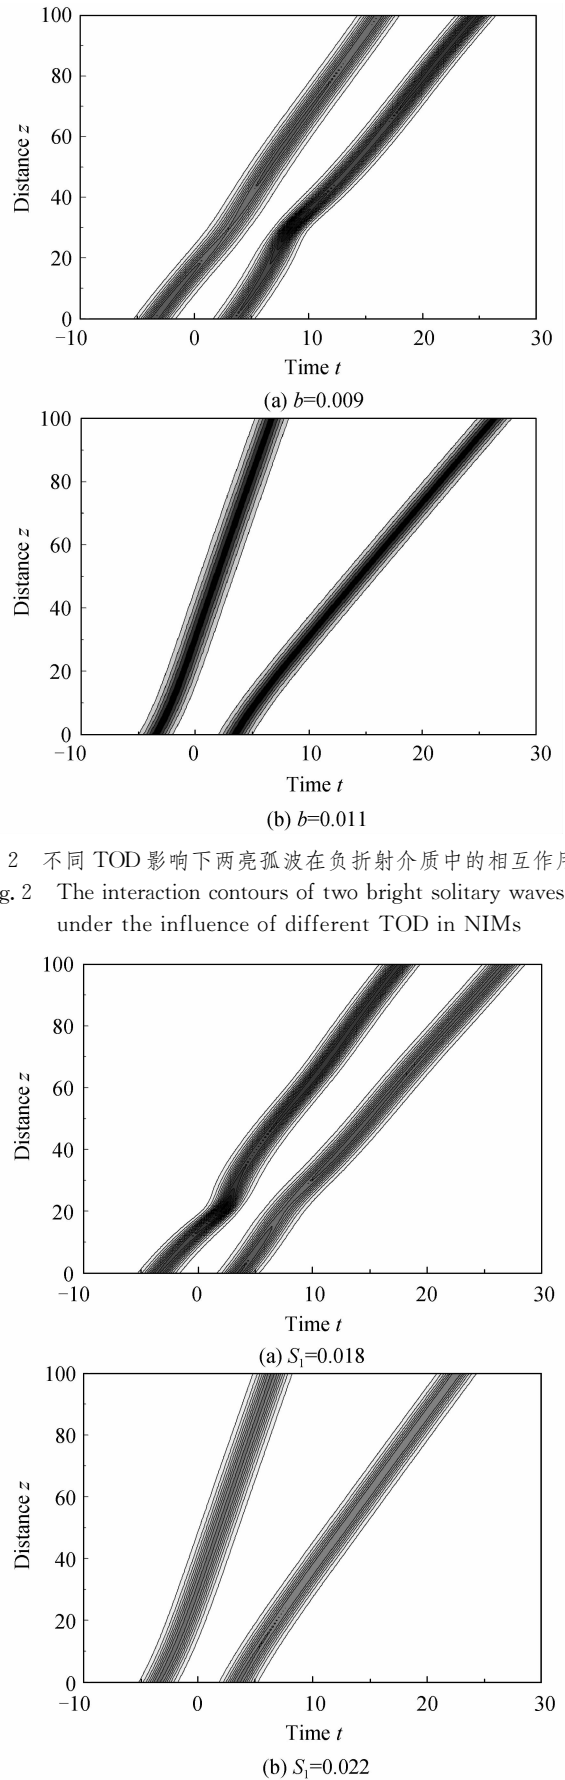 100
80
60
40
20
0
Distance z
−10 0 10 20 30
Time t
(a) b=0.009
100
80
60
40
20
0
Distance z
−10 0 10 20 30
Time t
(b) b=0.011
2 不同 TOD 影响下两亮孤波在负折射介质中的相互作用
g. 2 The interaction contours of two bright solitary waves
under the influence of different TOD in NIMs
100
80
60
40
20
0
Distance z
−10 0 10 20 30
Time t
(a) S₁=0.018
100
80
60
40
20
0
Distance z
−10 0 10 20 30
Time t
(b) S₁=0.022